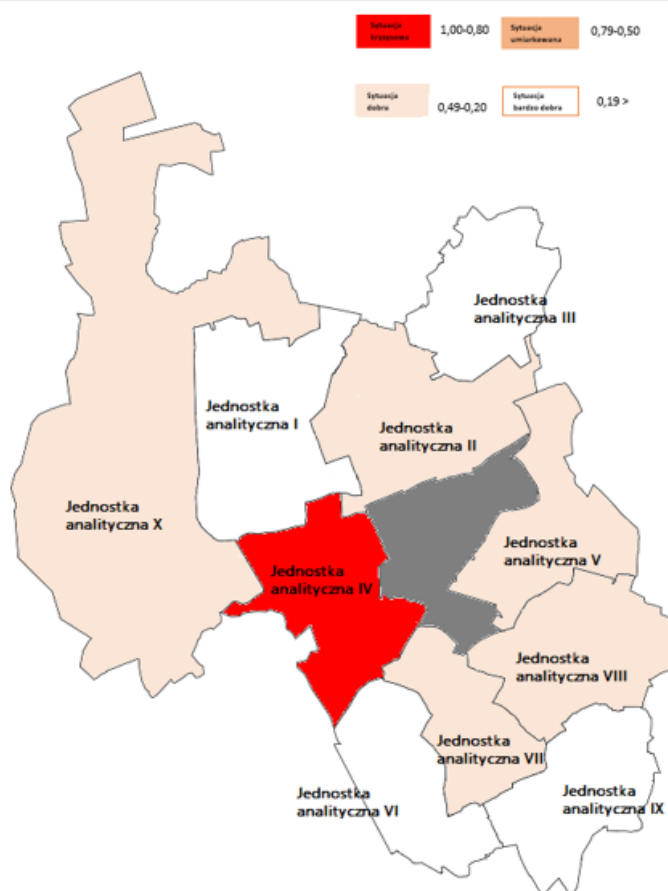 Sytuacja
kryzysowa
1,00-0,80
Sytuacja
umiarkowana
0,79-0,50
Sytuacja
dobra
0,49-0,20
Sytuacja
bardzo dobra
0,19 >
Jednostka
analityczna III
Jednostka
analityczna I
Jednostka
analityczna II
Jednostka
analityczna X
Jednostka
analityczna V
Jednostka
analityczna IV
Jednostka
analityczna VIII
Jednostka
analityczna VII
Jednostka
analityczna VI
Jednostka
analityczna IX